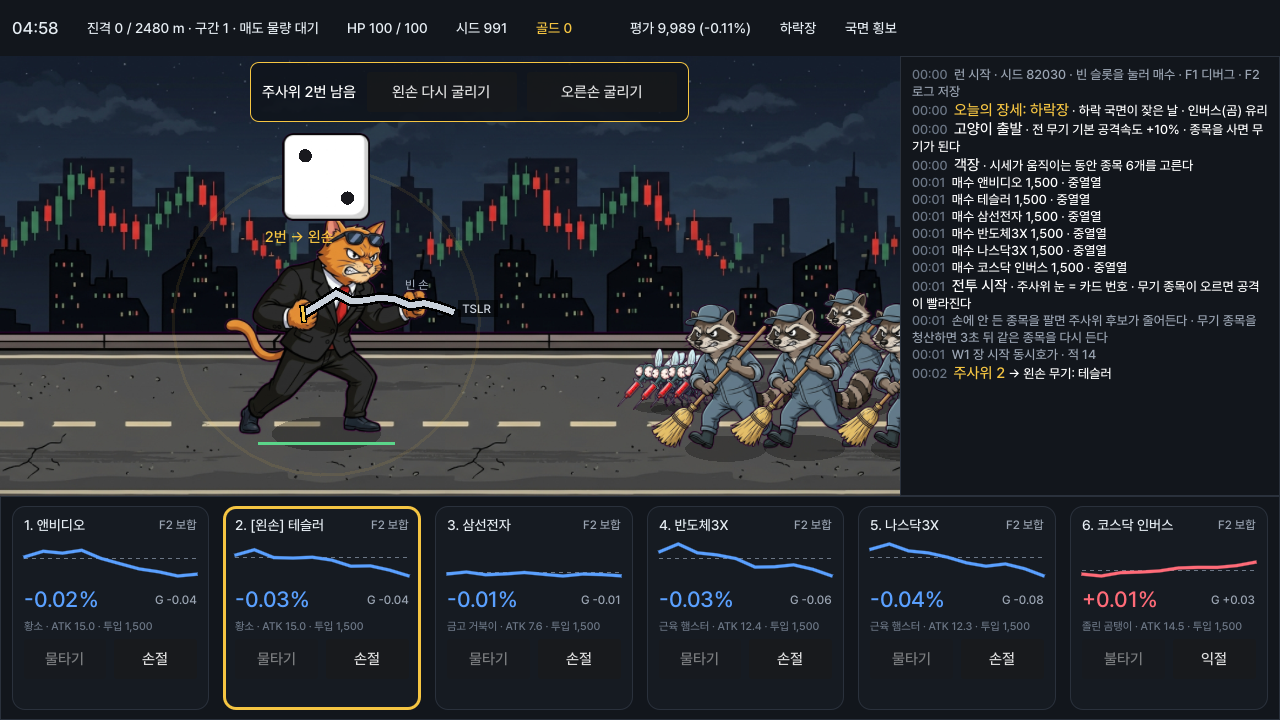 04:58 진격 0 / 2480 m · 구간 1 · 매도 물량 대기 HP 100 / 100 시드 991 골드 0 평가 9,989 (-0.11%) 하락장 국면 횡보
주사위 2번 남음 왼손 다시 굴리기 오른손 굴리기
2번 → 왼손
빈 손
TSLR
00:00 런 시작 · 시드 82030 · 빈 슬롯을 눌러 매수 · F1 디버그 · F2
로그 저장
00:00 오늘의 장세: 하락장 · 하락 국면이 잦은 날 · 인버스(곰) 유리
00:00 고양이 출발 · 전 무기 기본 공격속도 +10% · 종목을 사면 무
기가 된다
00:00 객장 · 시세가 움직이는 동안 종목 6개를 고른다
00:01 매수 앤비디오 1,500 · 중열열
00:01 매수 테슬러 1,500 · 중열열
00:01 매수 삼선전자 1,500 · 중열열
00:01 매수 반도체3X 1,500 · 중열열
00:01 매수 나스닥3X 1,500 · 중열열
00:01 매수 코스닥 인버스 1,500 · 중열열
00:01 전투 시작 · 주사위 눈 = 카드 번호 · 무기 종목이 오르면 공격
이 빨라진다
00:01 손에 안 든 종목을 팔면 주사위 후보가 줄어든다 · 무기 종목을
청산하면 3초 뒤 같은 종목을 다시 든다
00:01 W1 장 시작 동시호가 · 적 14
00:02 주사위 2 → 왼손 무기: 테슬러
1. 앤비디오 F2 보합
-0.02% G -0.04
황소 · ATK 15.0 · 투입 1,500
물타기 손절
2. [왼손] 테슬러 F2 보합
-0.03% G -0.04
황소 · ATK 15.0 · 투입 1,500
물타기 손절
3. 삼선전자 F2 보합
-0.01% G -0.01
금고 거북이 · ATK 7.6 · 투입 1,500
물타기 손절
4. 반도체3X F2 보합
-0.03% G -0.06
근육 햄스터 · ATK 12.4 · 투입 1,500
물타기 손절
5. 나스닥3X F2 보합
-0.04% G -0.08
근육 햄스터 · ATK 12.3 · 투입 1,500
물타기 손절
6. 코스닥 인버스 F2 보합
+0.01% G +0.03
졸린 곰탱이 · ATK 14.5 · 투입 1,500
불타기 익절